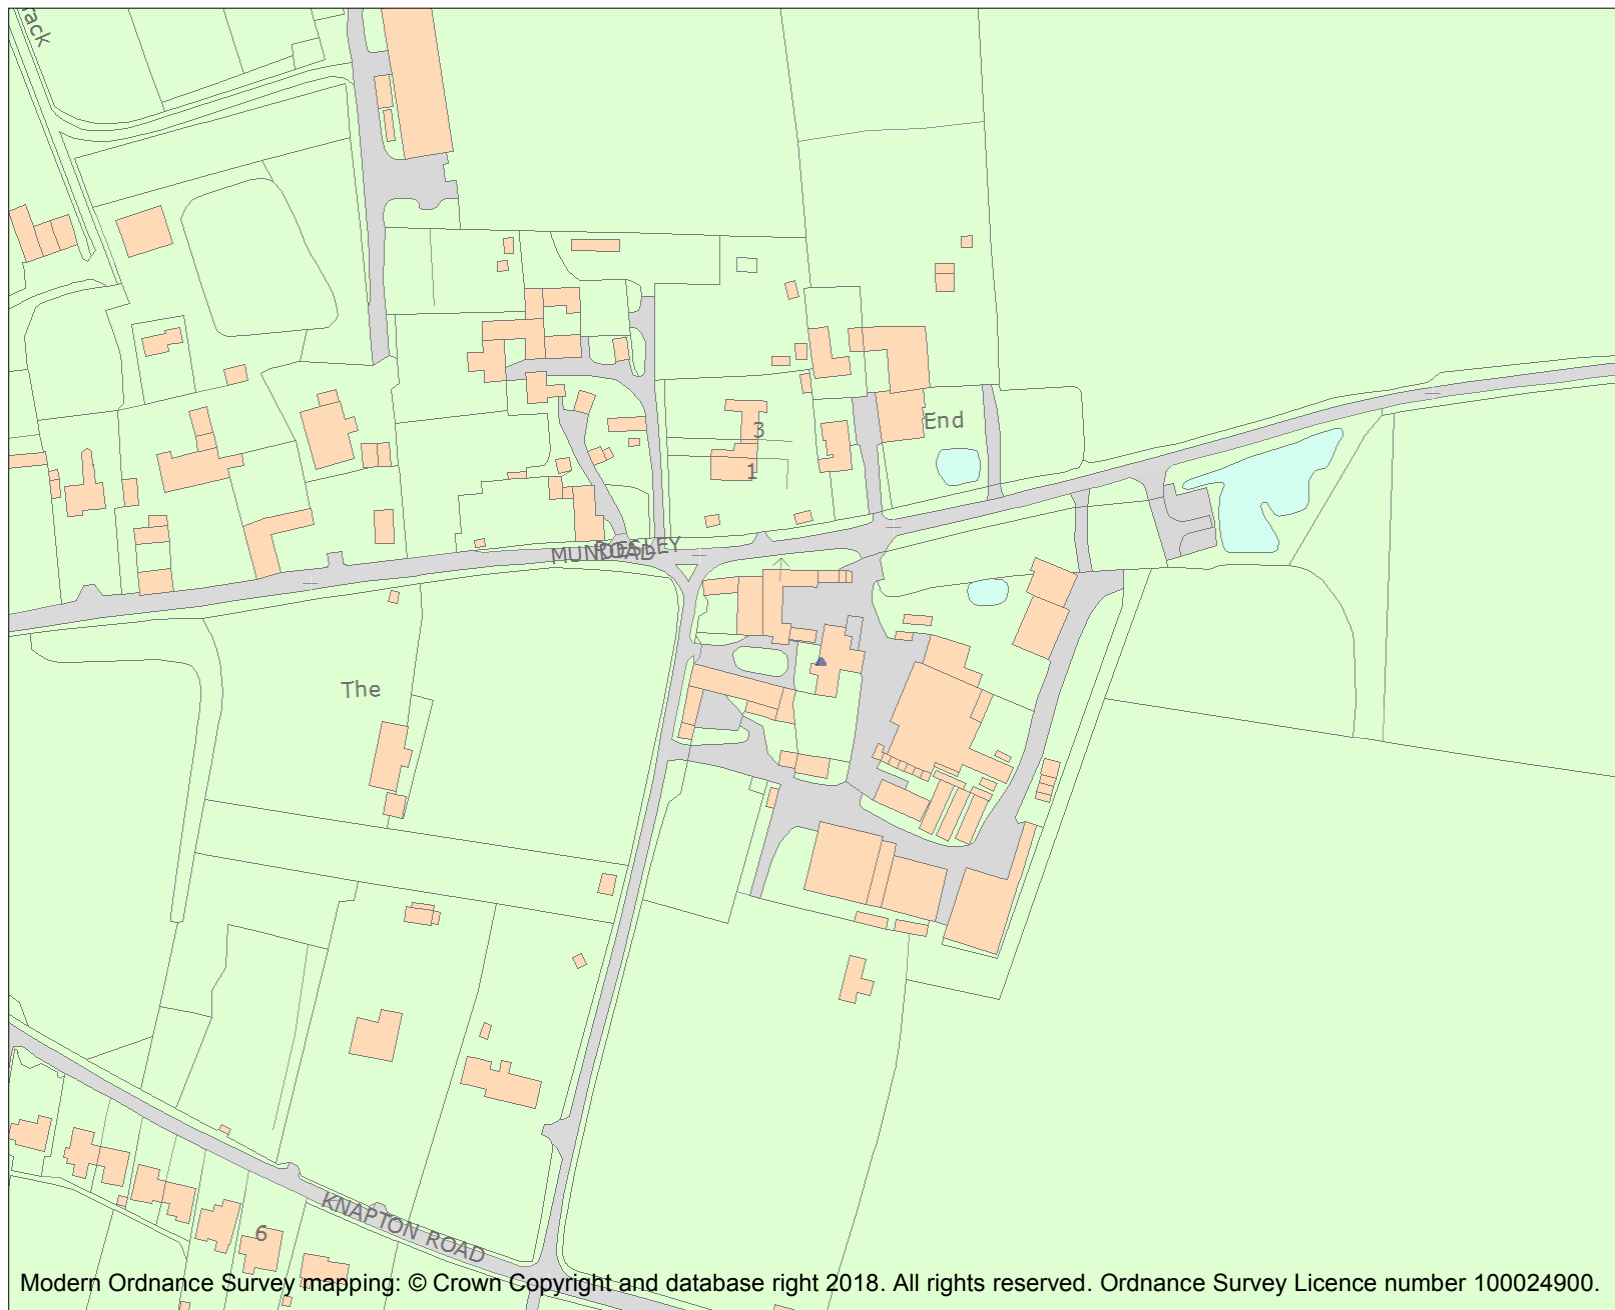 rack
3
End
1
MUNDESLEY
ROAD
The
KNAPTON ROAD
6
Modern Ordnance Survey mapping: © Crown Copyright and database right 2018. All rights reserved. Ordnance Survey Licence number 100024900.